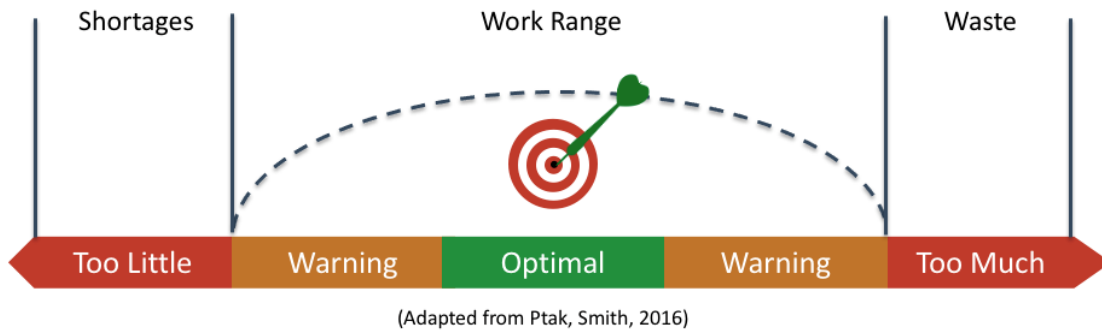 Shortages
Work Range
Waste
Too Little
Warning
Optimal
Warning
Too Much
(Adapted from Ptak, Smith, 2016)